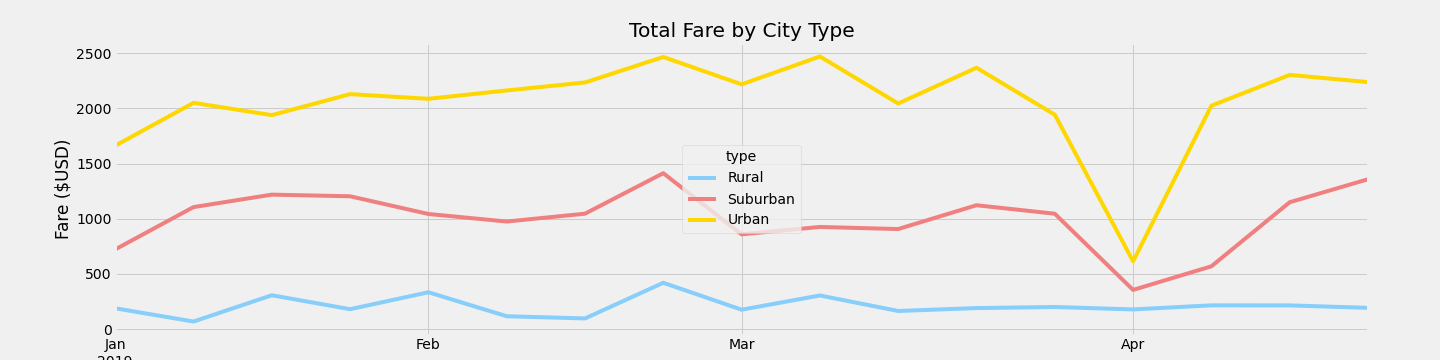 Total Fare by City Type
Fare ($USD)
2500
2000
1500
1000
500
0
type
Rural
Suburban
Urban
Jan Feb Mar Apr
2019